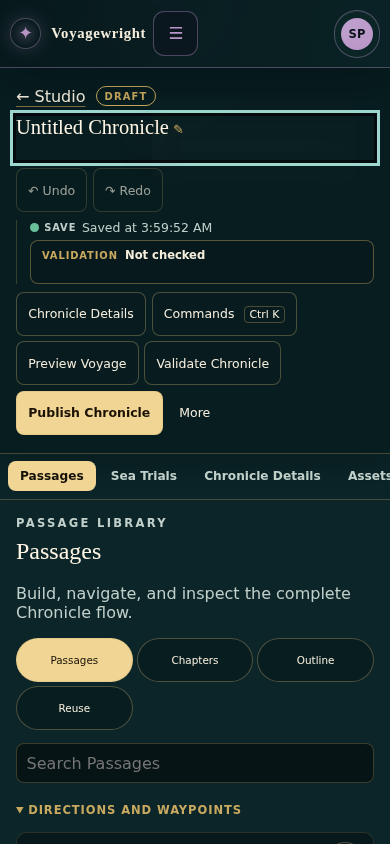 Voyagewright
SP
← Studio DRAFT
Untitled Chronicle ✎
↶ Undo ↷ Redo
SAVE Saved at 3:59:52 AM
VALIDATION Not checked
Chronicle Details Commands Ctrl K
Preview Voyage Validate Chronicle
Publish Chronicle More
Passages Sea Trials Chronicle Details Assets
PASSAGE LIBRARY
Passages
Build, navigate, and inspect the complete
Chronicle flow.
Passages Chapters Outline
Reuse
Search Passages
▾ DIRECTIONS AND WAYPOINTS